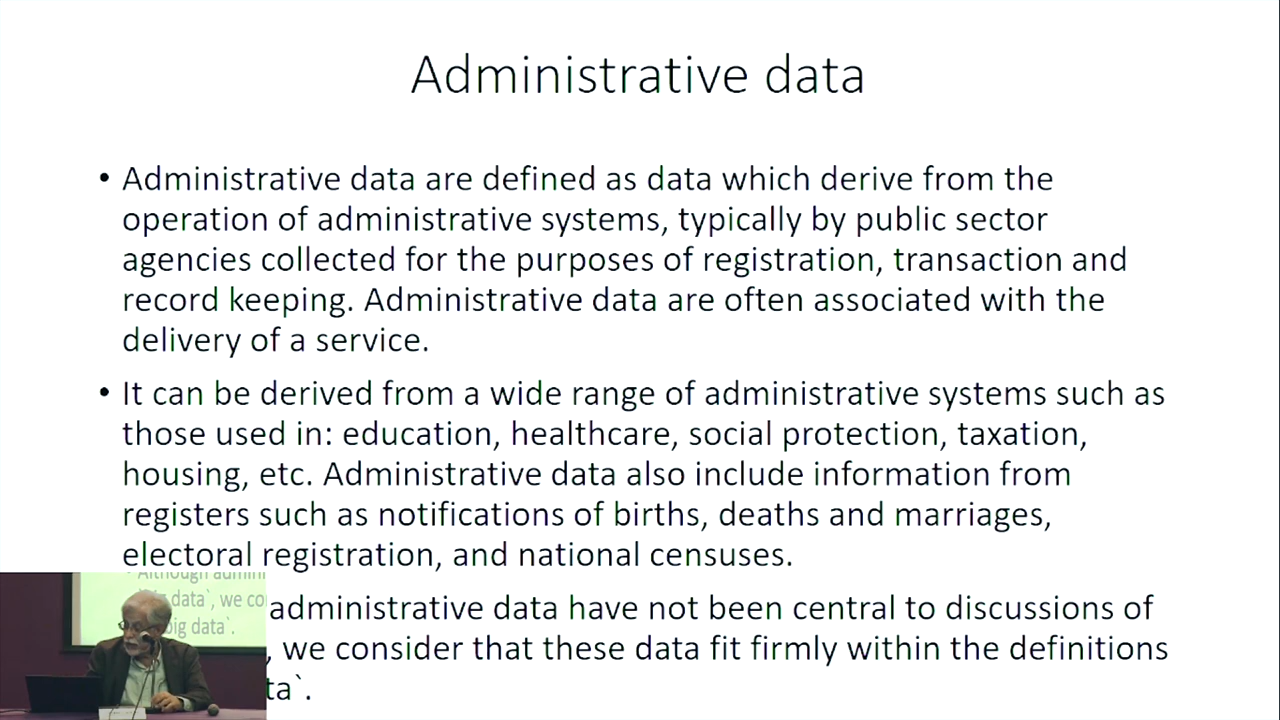 Administrative data
• Administrative data are defined as data which derive from the
operation of administrative systems, typically by public sector
agencies collected for the purposes of registration, transaction and
record keeping. Administrative data are often associated with the
delivery of a service.
• It can be derived from a wide range of administrative systems such as
those used in: education, healthcare, social protection, taxation,
housing, etc. Administrative data also include information from
registers such as notifications of births, deaths and marriages,
electoral registration, and national censuses.
administrative data have not been central to discussions of
, we consider that these data fit firmly within the definitions
ta`.
Although admini
data`, we co
big data`.